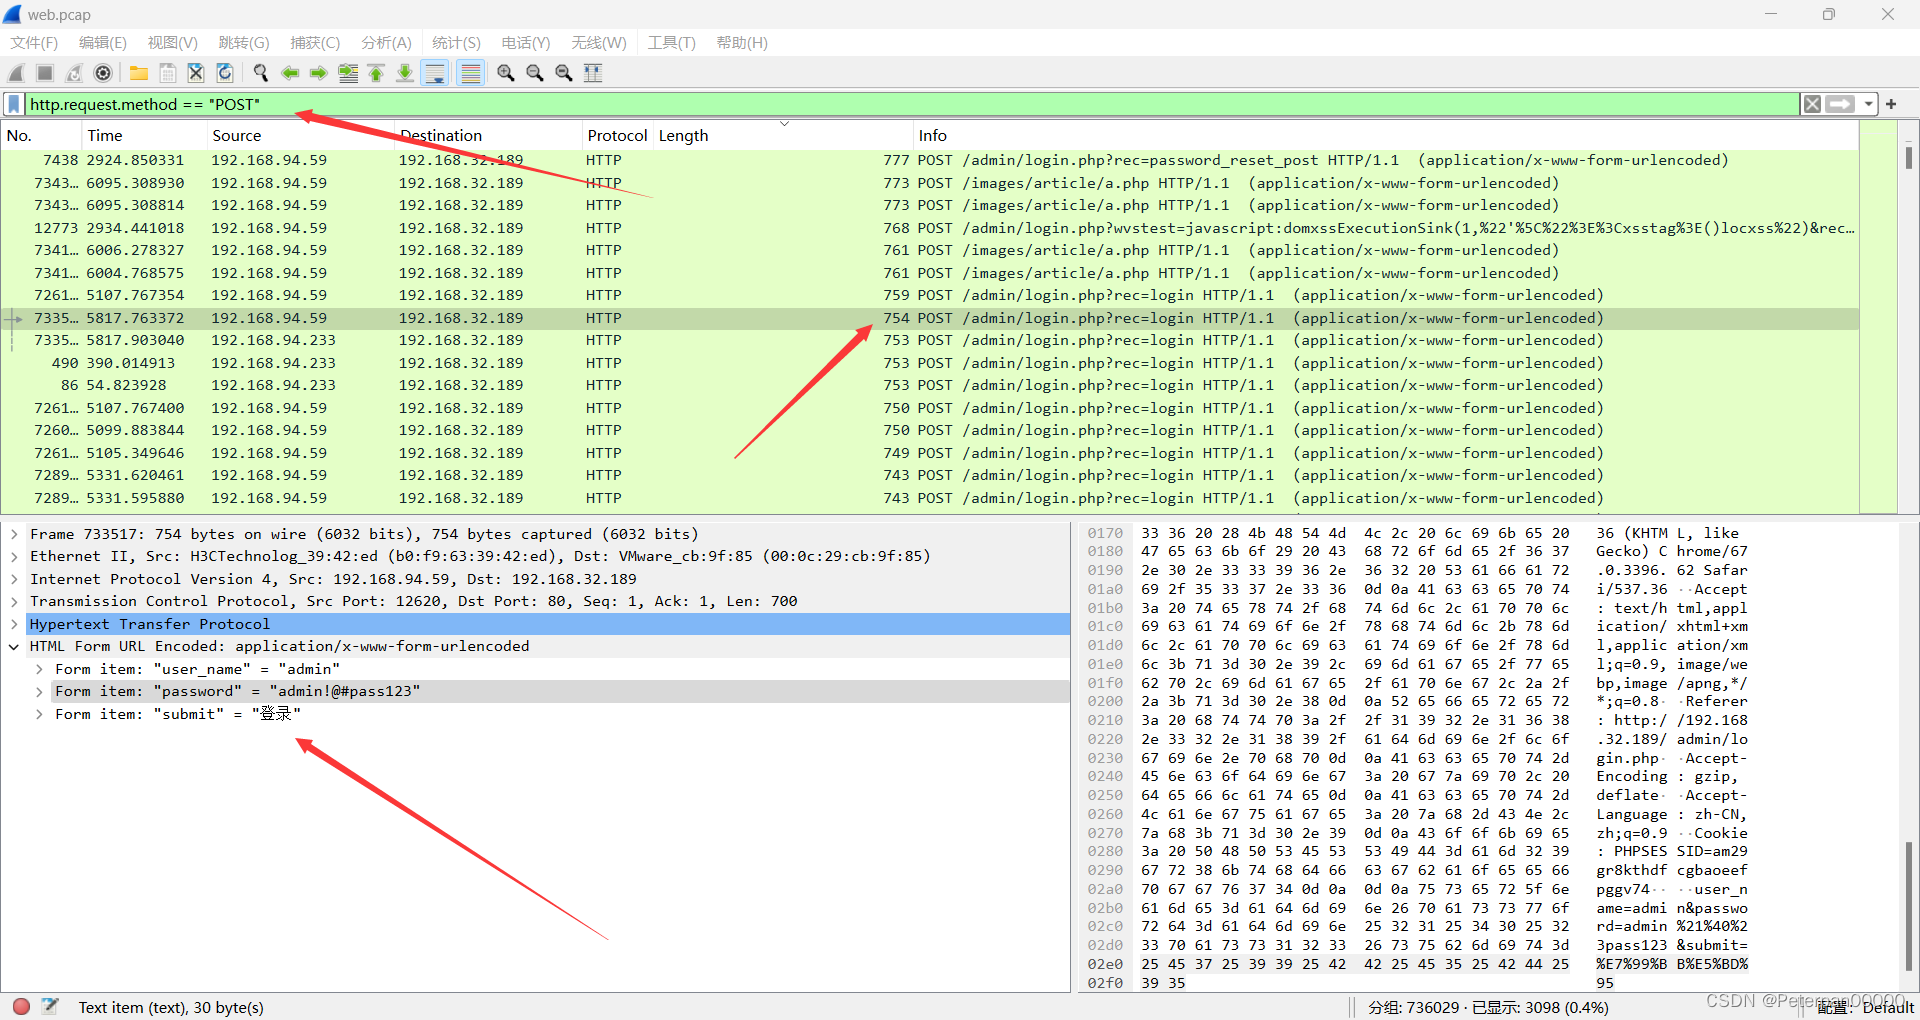 web.pcap
文件(F) 编辑(E) 视图(V) 跳转(G) 捕获(C) 分析(A) 统计(S) 电话(Y) 无线(W) 工具(T) 帮助(H)
http.request.method == "POST"
No. Time Source Destination Protocol Length Info
7438 2924.850331 192.168.94.59 192.168.32.189 HTTP 777 POST /admin/login.php?rec=password_reset_post HTTP/1.1 (application/x-www-form-urlencoded)
7343… 6095.308930 192.168.94.59 192.168.32.189 HTTP 773 POST /images/article/a.php HTTP/1.1 (application/x-www-form-urlencoded)
7343… 6095.308814 192.168.94.59 192.168.32.189 HTTP 773 POST /images/article/a.php HTTP/1.1 (application/x-www-form-urlencoded)
12773 2934.441018 192.168.94.59 192.168.32.189 HTTP 768 POST /admin/login.php?wvstest=javascript:domxssExecutionSink(1,%22'%5C%22%3E%3Cxsstag%3E()locxss%22)&rec…
7341… 6006.278327 192.168.94.59 192.168.32.189 HTTP 761 POST /images/article/a.php HTTP/1.1 (application/x-www-form-urlencoded)
7341… 6004.768575 192.168.94.59 192.168.32.189 HTTP 761 POST /images/article/a.php HTTP/1.1 (application/x-www-form-urlencoded)
7261… 5107.767354 192.168.94.59 192.168.32.189 HTTP 759 POST /admin/login.php?rec=login HTTP/1.1 (application/x-www-form-urlencoded)
7335… 5817.763372 192.168.94.59 192.168.32.189 HTTP 754 POST /admin/login.php?rec=login HTTP/1.1 (application/x-www-form-urlencoded)
7335… 5817.903040 192.168.94.233 192.168.32.189 HTTP 753 POST /admin/login.php?rec=login HTTP/1.1 (application/x-www-form-urlencoded)
490 390.014913 192.168.94.233 192.168.32.189 HTTP 753 POST /admin/login.php?rec=login HTTP/1.1 (application/x-www-form-urlencoded)
86 54.823928 192.168.94.233 192.168.32.189 HTTP 753 POST /admin/login.php?rec=login HTTP/1.1 (application/x-www-form-urlencoded)
7261… 5107.767400 192.168.94.59 192.168.32.189 HTTP 750 POST /admin/login.php?rec=login HTTP/1.1 (application/x-www-form-urlencoded)
7260… 5099.883844 192.168.94.59 192.168.32.189 HTTP 750 POST /admin/login.php?rec=login HTTP/1.1 (application/x-www-form-urlencoded)
7261… 5105.349646 192.168.94.59 192.168.32.189 HTTP 749 POST /admin/login.php?rec=login HTTP/1.1 (application/x-www-form-urlencoded)
7289… 5331.620461 192.168.94.59 192.168.32.189 HTTP 743 POST /admin/login.php?rec=login HTTP/1.1 (application/x-www-form-urlencoded)
7289… 5331.595880 192.168.94.59 192.168.32.189 HTTP 743 POST /admin/login.php?rec=login HTTP/1.1 (application/x-www-form-urlencoded)
Frame 733517: 754 bytes on wire (6032 bits), 754 bytes captured (6032 bits)
Ethernet II, Src: H3CTechnolog_39:42:ed (b0:f9:63:39:42:ed), Dst: VMware_cb:9f:85 (00:0c:29:cb:9f:85)
Internet Protocol Version 4, Src: 192.168.94.59, Dst: 192.168.32.189
Transmission Control Protocol, Src Port: 12620, Dst Port: 80, Seq: 1, Ack: 1, Len: 700
Hypertext Transfer Protocol
HTML Form URL Encoded: application/x-www-form-urlencoded
Form item: "user_name" = "admin"
Form item: "password" = "admin!@#pass123"
Form item: "submit" = "登录"
0170 33 36 20 28 4b 48 54 4d 4c 2c 20 6c 69 6b 65 20 36 (KHTM L, like
0180 47 65 63 6b 6f 29 20 43 68 72 6f 6d 65 2f 36 37 Gecko) C hrome/67
0190 2e 30 2e 33 33 39 36 2e 36 32 20 53 61 66 61 72 .0.3396. 62 Safar
01a0 69 2f 35 33 37 2e 33 36 0d 0a 41 63 63 65 70 74 i/537.36 ··Accept
01b0 3a 20 74 65 78 74 2f 68 74 6d 6c 2c 61 70 70 6c : text/h tml,appl
01c0 69 63 61 74 69 6f 6e 2f 78 68 74 6d 6c 2b 78 6d ication/ xhtml+xm
01d0 6c 2c 61 70 70 6c 69 63 61 74 69 6f 6e 2f 78 6d l,applic ation/xm
01e0 6c 3b 71 3d 30 2e 39 2c 69 6d 61 67 65 2f 77 65 l;q=0.9, image/we
01f0 62 70 2c 69 6d 61 67 65 2f 61 70 6e 67 2c 2a 2f bp,image /apng,*/
0200 2a 3b 71 3d 30 2e 38 0d 0a 52 65 66 65 72 65 72 *;q=0.8· ·Referer
0210 3a 20 68 74 74 70 3a 2f 2f 31 39 32 2e 31 36 38 : http:/ /192.168
0220 2e 33 32 2e 31 38 39 2f 61 64 6d 69 6e 2f 6c 6f .32.189/ admin/lo
0230 67 69 6e 2e 70 68 70 0d 0a 41 63 63 65 70 74 2d gin.php· ·Accept-
0240 45 6e 63 6f 64 69 6e 67 3a 20 67 7a 69 70 2c 20 Encoding : gzip,
0250 64 65 66 6c 61 74 65 0d 0a 41 63 63 65 70 74 2d deflate· ·Accept-
0260 4c 61 6e 67 75 61 67 65 3a 20 7a 68 2d 43 4e 2c Language : zh-CN,
0270 7a 68 3b 71 3d 30 2e 39 0d 0a 43 6f 6f 6b 69 65 zh;q=0.9 ··Cookie
0280 3a 20 50 48 50 53 45 53 53 49 44 3d 61 6d 32 39 : PHPSES SID=am29
0290 67 72 38 6b 74 68 64 66 63 67 62 61 6f 65 65 66 gr8kthdf cgbaoeef
02a0 70 67 67 76 37 34 0d 0a 0d 0a 75 73 65 72 5f 6e pggv74·· ··user_n
02b0 61 6d 65 3d 61 64 6d 69 6e 26 70 61 73 73 77 6f ame=admi n&passwo
02c0 72 64 3d 61 64 6d 69 6e 25 32 31 25 34 30 25 32 rd=admin %21%40%2
02d0 33 70 61 73 73 31 32 33 26 73 75 62 6d 69 74 3d 3pass123 &submit=
02e0 25 45 37 25 39 39 25 42 42 25 45 35 25 42 44 25 %E7%99%B B%E5%BD%
02f0 39 35 95
Text item (text), 30 byte(s) 分组: 736029 · 已显示: 3098 (0.4%) 配置: Default
CSDN @Peterpan00000